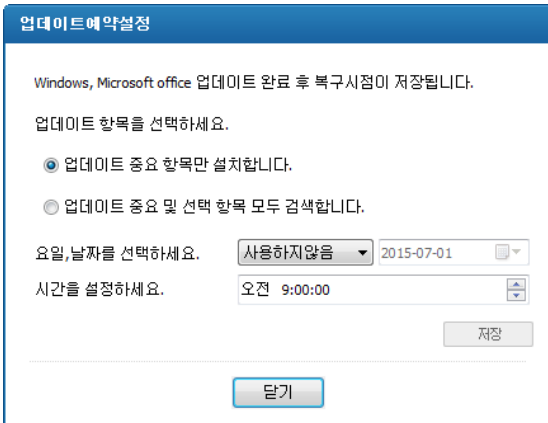 업데이트예약설정
Windows, Microsoft office 업데이트 완료 후 복구시점이 저장됩니다.
업데이트 항목을 선택하세요.
업데이트 중요 항목만 설치합니다.
업데이트 중요 및 선택 항목 모두 검색합니다.
요일,날짜를 선택하세요. 사용하지않음 2015-07-01
시간을 설정하세요. 오전 9:00:00
저장
닫기